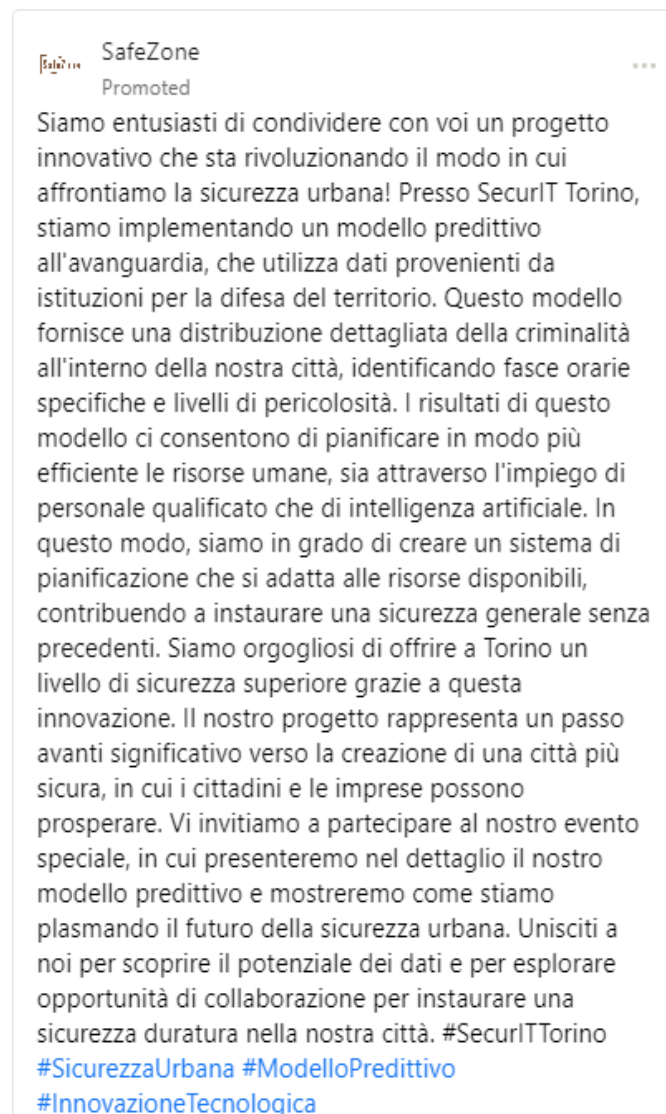 SafeZone
Promoted
Siamo entusiasti di condividere con voi un progetto
innovativo che sta rivoluzionando il modo in cui
affrontiamo la sicurezza urbana! Presso SecurIT Torino,
stiamo implementando un modello predittivo
all'avanguardia, che utilizza dati provenienti da
istituzioni per la difesa del territorio. Questo modello
fornisce una distribuzione dettagliata della criminalità
all'interno della nostra città, identificando fasce orarie
specifiche e livelli di pericolosità. I risultati di questo
modello ci consentono di pianificare in modo più
efficiente le risorse umane, sia attraverso l'impiego di
personale qualificato che di intelligenza artificiale. In
questo modo, siamo in grado di creare un sistema di
pianificazione che si adatta alle risorse disponibili,
contribuendo a instaurare una sicurezza generale senza
precedenti. Siamo orgogliosi di offrire a Torino un
livello di sicurezza superiore grazie a questa
innovazione. Il nostro progetto rappresenta un passo
avanti significativo verso la creazione di una città più
sicura, in cui i cittadini e le imprese possono
prosperare. Vi invitiamo a partecipare al nostro evento
speciale, in cui presenteremo nel dettaglio il nostro
modello predittivo e mostreremo come stiamo
plasmando il futuro della sicurezza urbana. Unisciti a
noi per scoprire il potenziale dei dati e per esplorare
opportunità di collaborazione per instaurare una
sicurezza duratura nella nostra città. #SecurITTorino
#SicurezzaUrbana #ModelloPredittivo
#InnovazioneTecnologica